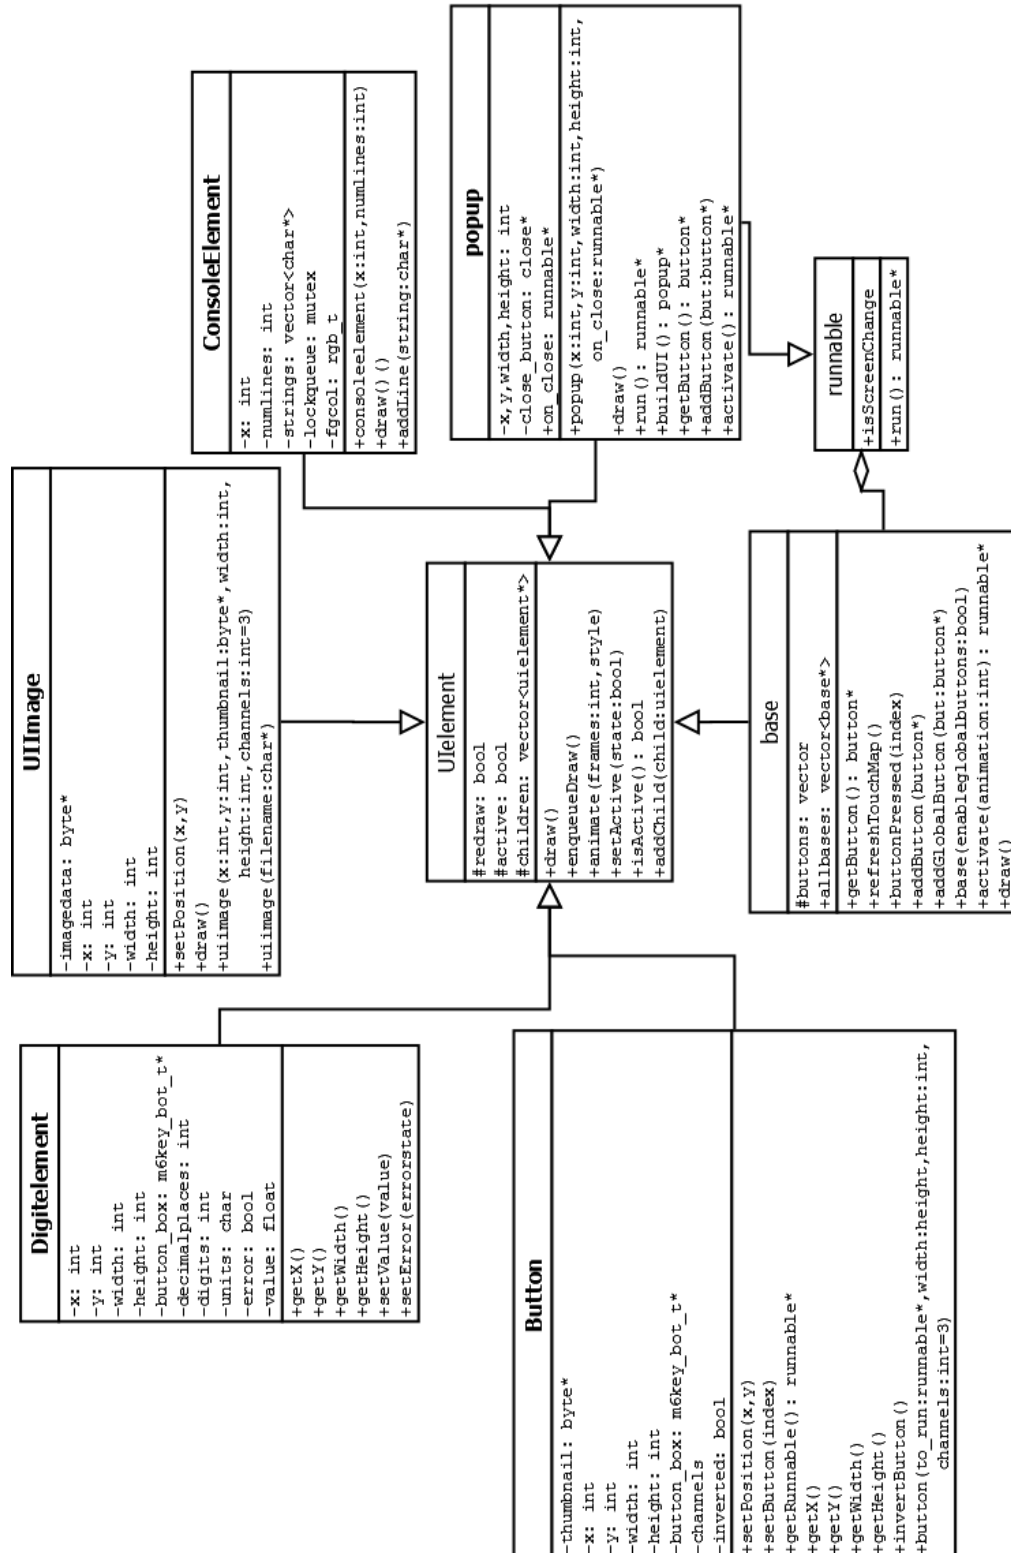 Digitelement
-x: int
-y: int
-width: int
-height: int
-button_box: m6key_bot_t*
-decimalplaces: int
-digits: int
-units: char
-error: bool
-value: float
+getX()
+getY()
+getWidth()
+getHeight()
+setValue(value)
+setError(errorstate)
UIImage
-imagedata: byte*
-x: int
-y: int
-width: int
-height: int
+setPosition(x,y)
+draw()
+uiimage(x:int,y:int,thumbnail:byte*,width:int,
height:int,channels:int=3)
+uiimage(filename:char*)
ConsoleElement
-x: int
-numlines: int
-strings: vector<char*>
-lockqueue: mutex
-fgcol: rgb_t
+consoleelement(x:int,numlines:int)
+draw()()
+addLine(string:char*)
Button
-thumbnail: byte*
-x: int
-y: int
-width: int
-height: int
-button_box: m6key_bot_t*
-channels
-inverted: bool
+setPosition(x,y)
+setButton(index)
+getRunnable(): runnable*
+getX()
+getY()
+getWidth()
+getHeight()
+invertButton()
+button(to_run:runnable*,width:height,height:int,
channels:int=3)
UIelement
#redraw: bool
#active: bool
#children: vector<uielement*>
+draw()
+enqueueDraw()
+animate(frames:int,style)
+setActive(state:bool)
+isActive(): bool
+addChild(child:uielement)
popup
-x,y,width,height: int
-close_button: close*
+on_close: runnable*
+popup(x:int,y:int,width:int,height:int,
on_close:runnable*)
+draw()
+run(): runnable*
+buildUI(): popup*
+getButton(): button*
+addButton(but:button*)
+activate(): runnable*
base
#buttons: vector
+allbases: vector<base*>
+getButton(): button*
+refreshTouchMap()
+buttonPressed(index)
+addButton(button*)
+addGlobalButton(but:button*)
+base(enableglobalbuttons:bool)
+activate(animation:int): runnable*
+draw()
runnable
+isScreenChange
+run(): runnable*